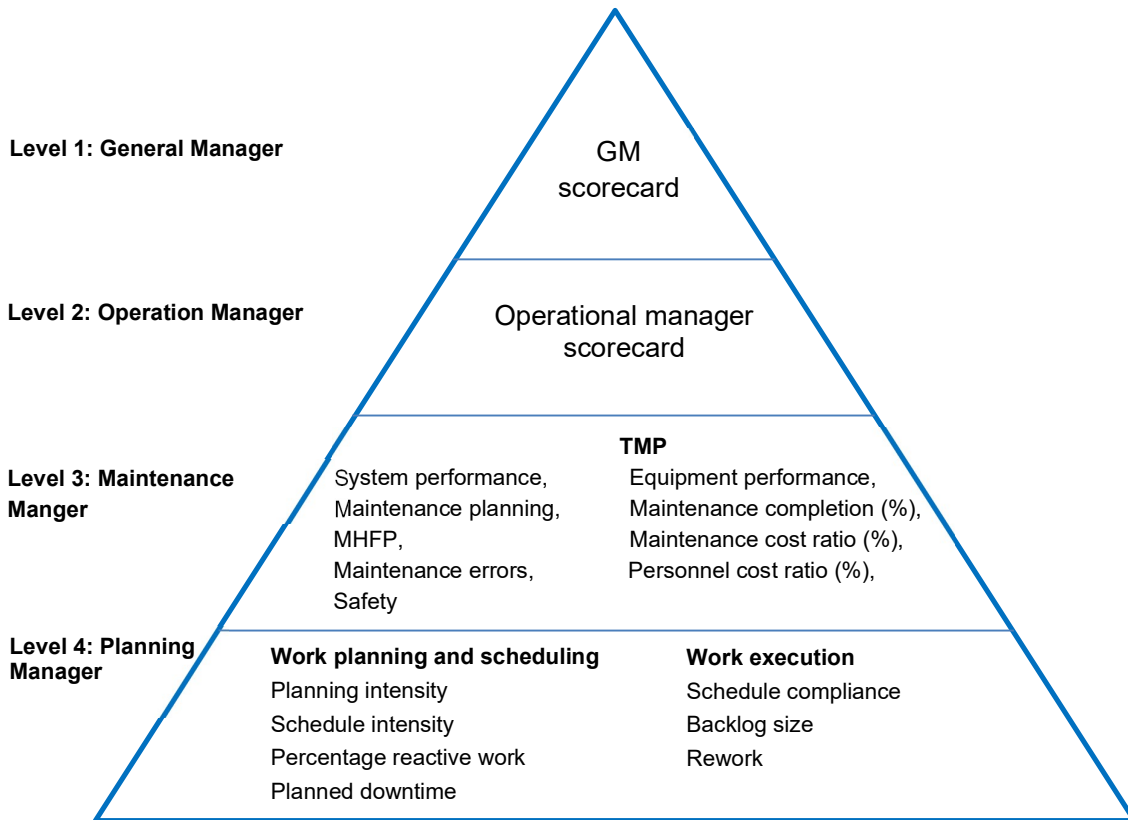 Level 1: General Manager
GM
scorecard
Level 2: Operation Manager
Operational manager
scorecard
Level 3: Maintenance
Manger
TMP
System performance,
Maintenance planning,
MHFP,
Maintenance errors,
Safety
Equipment performance,
Maintenance completion (%),
Maintenance cost ratio (%),
Personnel cost ratio (%),
Level 4: Planning
Manager
Work planning and scheduling
Planning intensity
Schedule intensity
Percentage reactive work
Planned downtime
Work execution
Schedule compliance
Backlog size
Rework